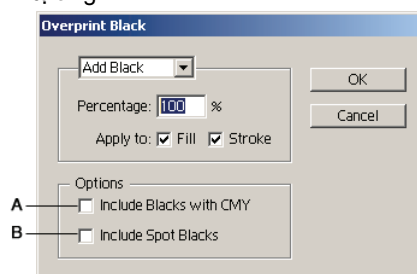 Overprint Black
Add Black
OK
Percentage: 100 %
Cancel
Apply to: Fill Stroke
Options
A Include Blacks with CMY
B Include Spot Blacks